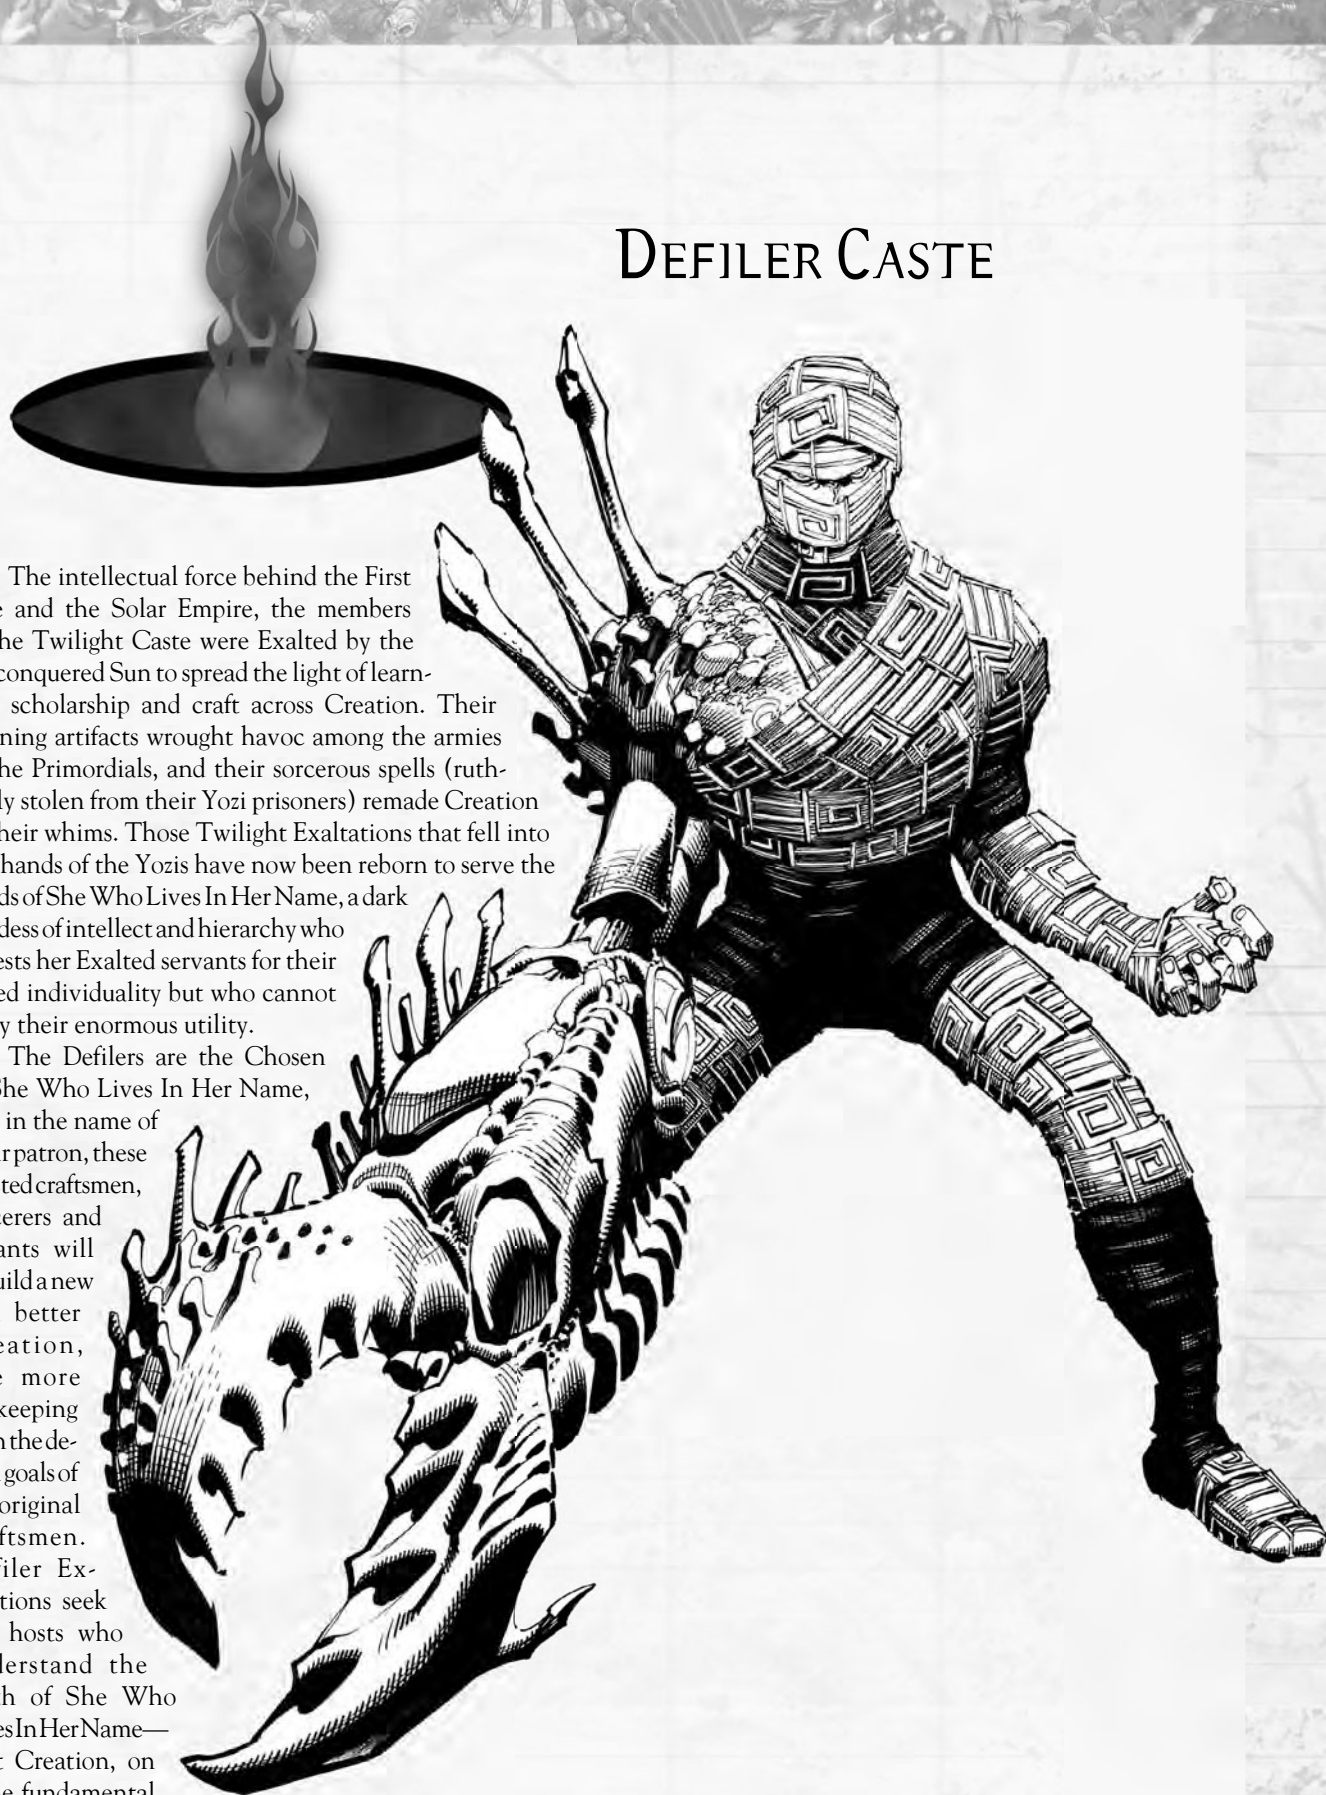 DEFILER CASTE
The intellectual force behind the First
e and the Solar Empire, the members
he Twilight Caste were Exalted by the
conquered Sun to spread the light of learn-
scholarship and craft across Creation. Their
ning artifacts wrought havoc among the armies
he Primordials, and their sorcerous spells (ruth-
ly stolen from their Yozi prisoners) remade Creation
heir whims. Those Twilight Exaltations that fell into
hands of the Yozis have now been reborn to serve the
ds of She Who Lives In Her Name, a dark
dess of intellect and hierarchy who
ests her Exalted servants for their
ed individuality but who cannot
y their enormous utility.
The Defilers are the Chosen
She Who Lives In Her Name,
in the name of
ir patron, these
ted craftsmen,
cerers and
ants will
uild a new
better
eation,
e more
keeping
n the de-
goals of
original
ftsmen.
filer Ex-
tions seek
hosts who
derstand the
th of She Who
es In Her Name—
t Creation, on
e fundamental